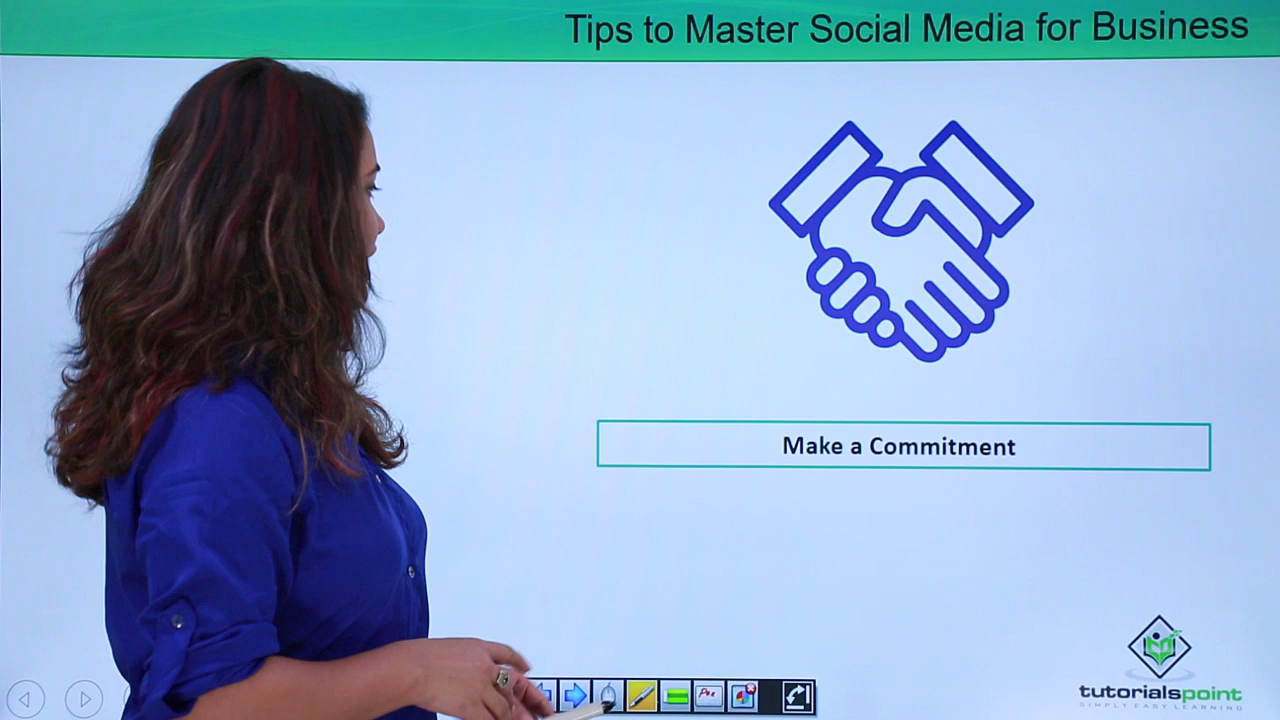 Tips to Master Social Media for Business
Make a Commitment
tutorialspoint
SIMPLY EASY LEARNING